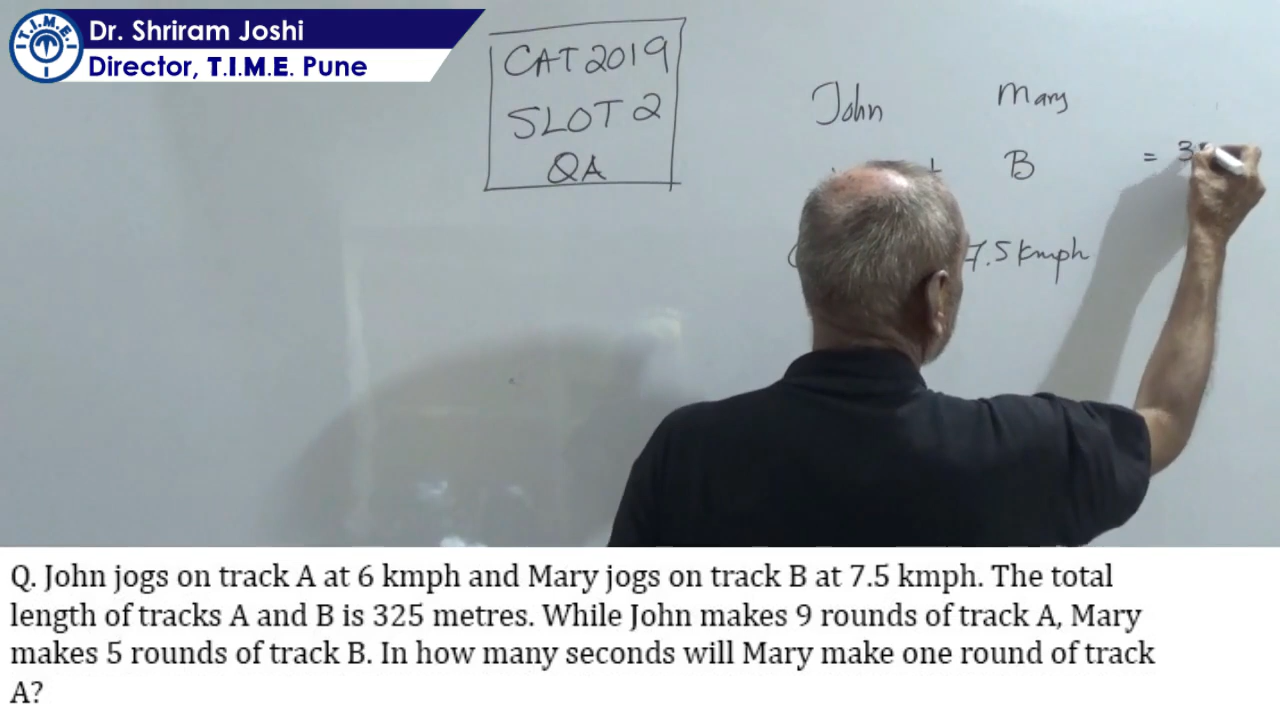 T.I.M.E.
Dr. Shriram Joshi
Director, T.I.M.E. Pune
CAT 2019
SLOT 2
QA
John Mary
B =
7.5 kmph
Q. John jogs on track A at 6 kmph and Mary jogs on track B at 7.5 kmph. The total
length of tracks A and B is 325 metres. While John makes 9 rounds of track A, Mary
makes 5 rounds of track B. In how many seconds will Mary make one round of track
A?